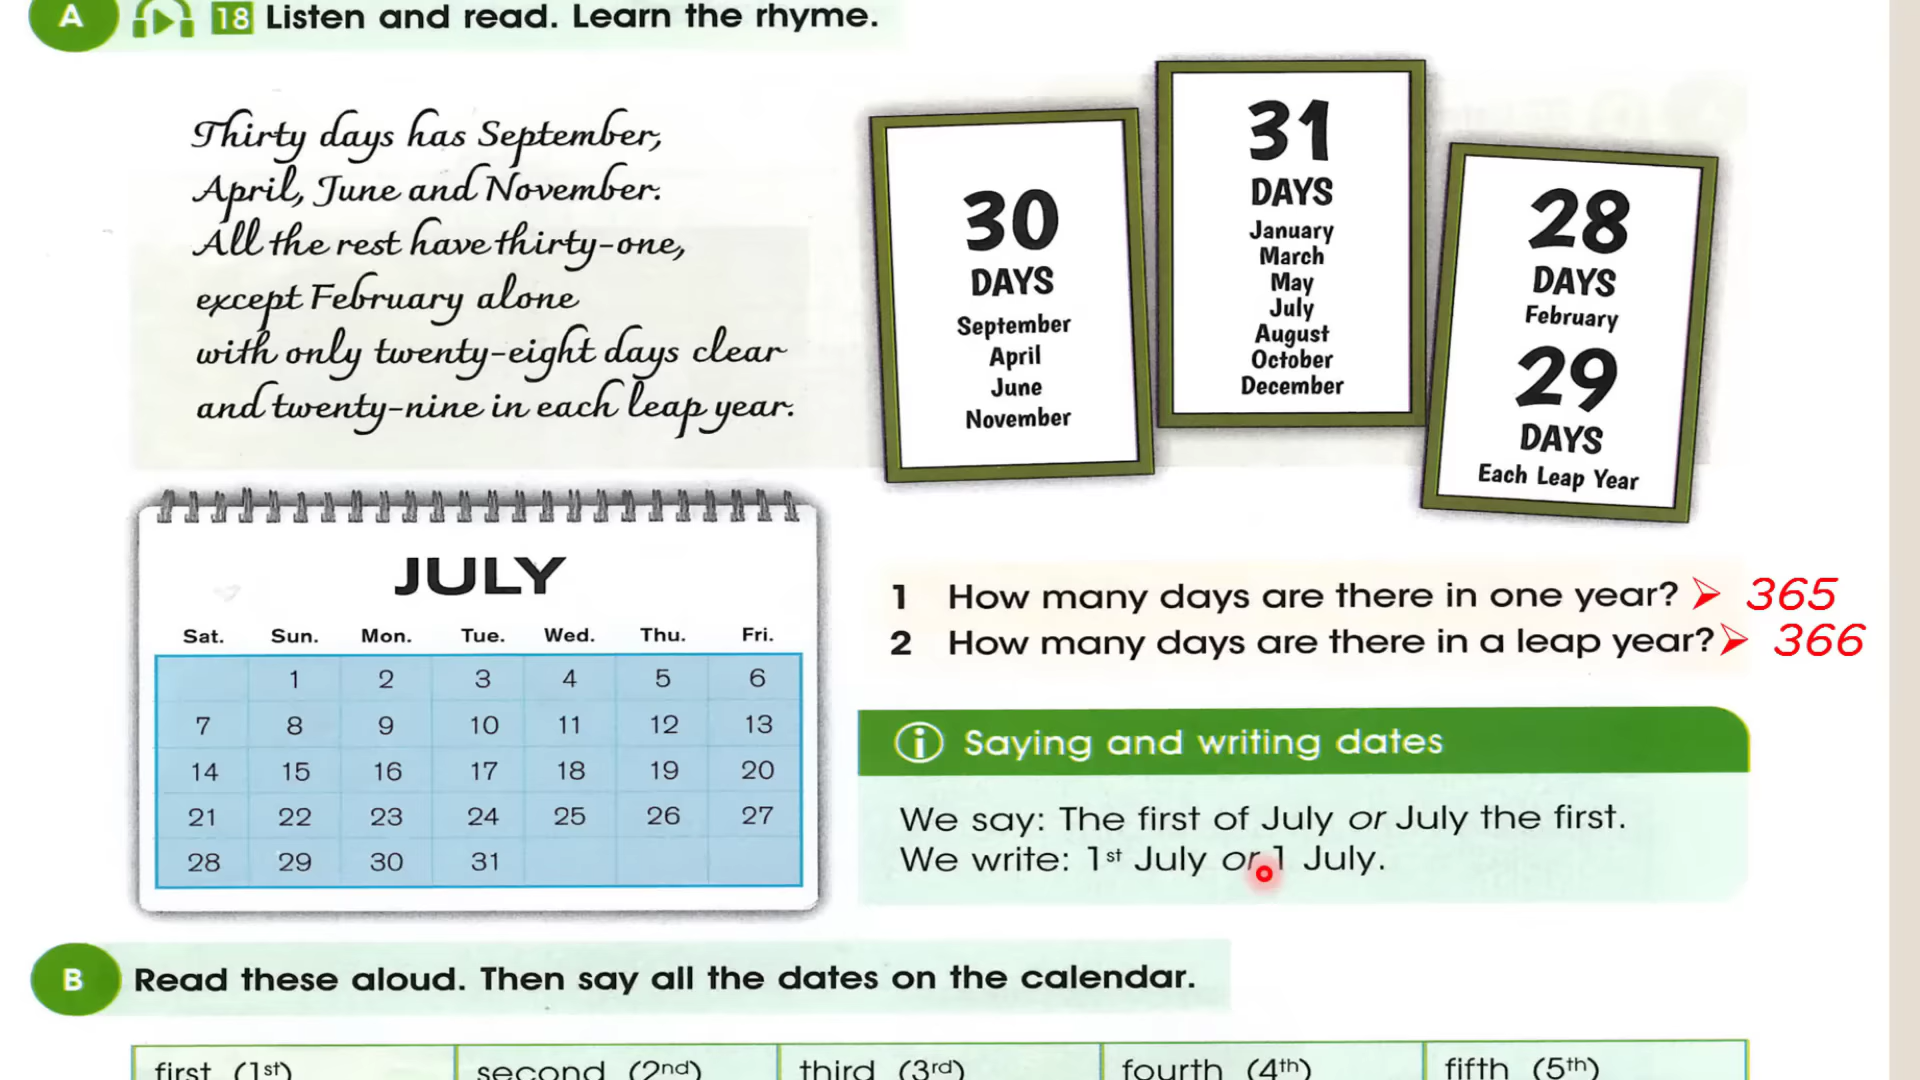 A 18 Listen and read. Learn the rhyme.
Thirty days has September,
April, June and November.
All the rest have thirty-one,
except February alone
with only twenty-eight days clear
and twenty-nine in each leap year.
30
DAYS
September
April
June
November
31
DAYS
January
March
May
July
August
October
December
28
DAYS
February
29
DAYS
Each Leap Year
JULY
Sat. Sun. Mon. Tue. Wed. Thu. Fri.
1 2 3 4 5 6
7 8 9 10 11 12 13
14 15 16 17 18 19 20
21 22 23 24 25 26 27
28 29 30 31
1 How many days are there in one year? ➢ 365
2 How many days are there in a leap year? ➢ 366
i Saying and writing dates
We say: The first of July or July the first.
We write: 1st July or 1 July.
B Read these aloud. Then say all the dates on the calendar.
first (1st) second (2nd) third (3rd) fourth (4th) fifth (5th)